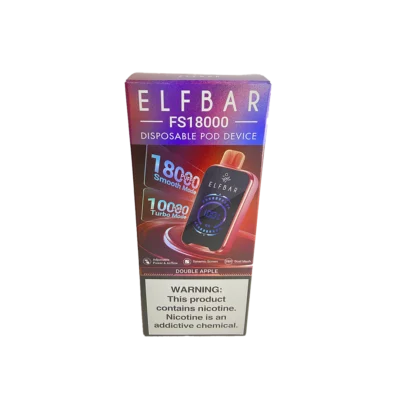 ELFBAR
FS18000
DISPOSABLE POD DEVICE
18000
Smooth Mode
10000
Turbo Mode
ELFBAR
DOUBLE APPLE
WARNING:
This product
contains nicotine.
Nicotine is an
addictive chemical.